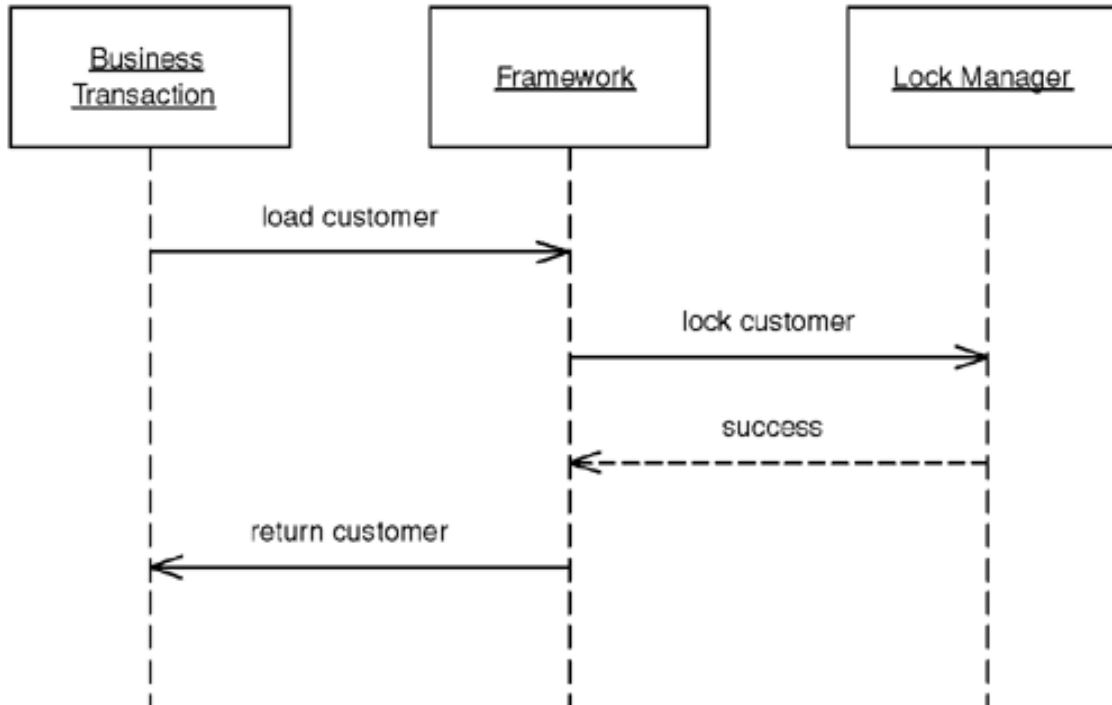 Business
Transaction
Framework
Lock Manager
load customer
lock customer
success
return customer